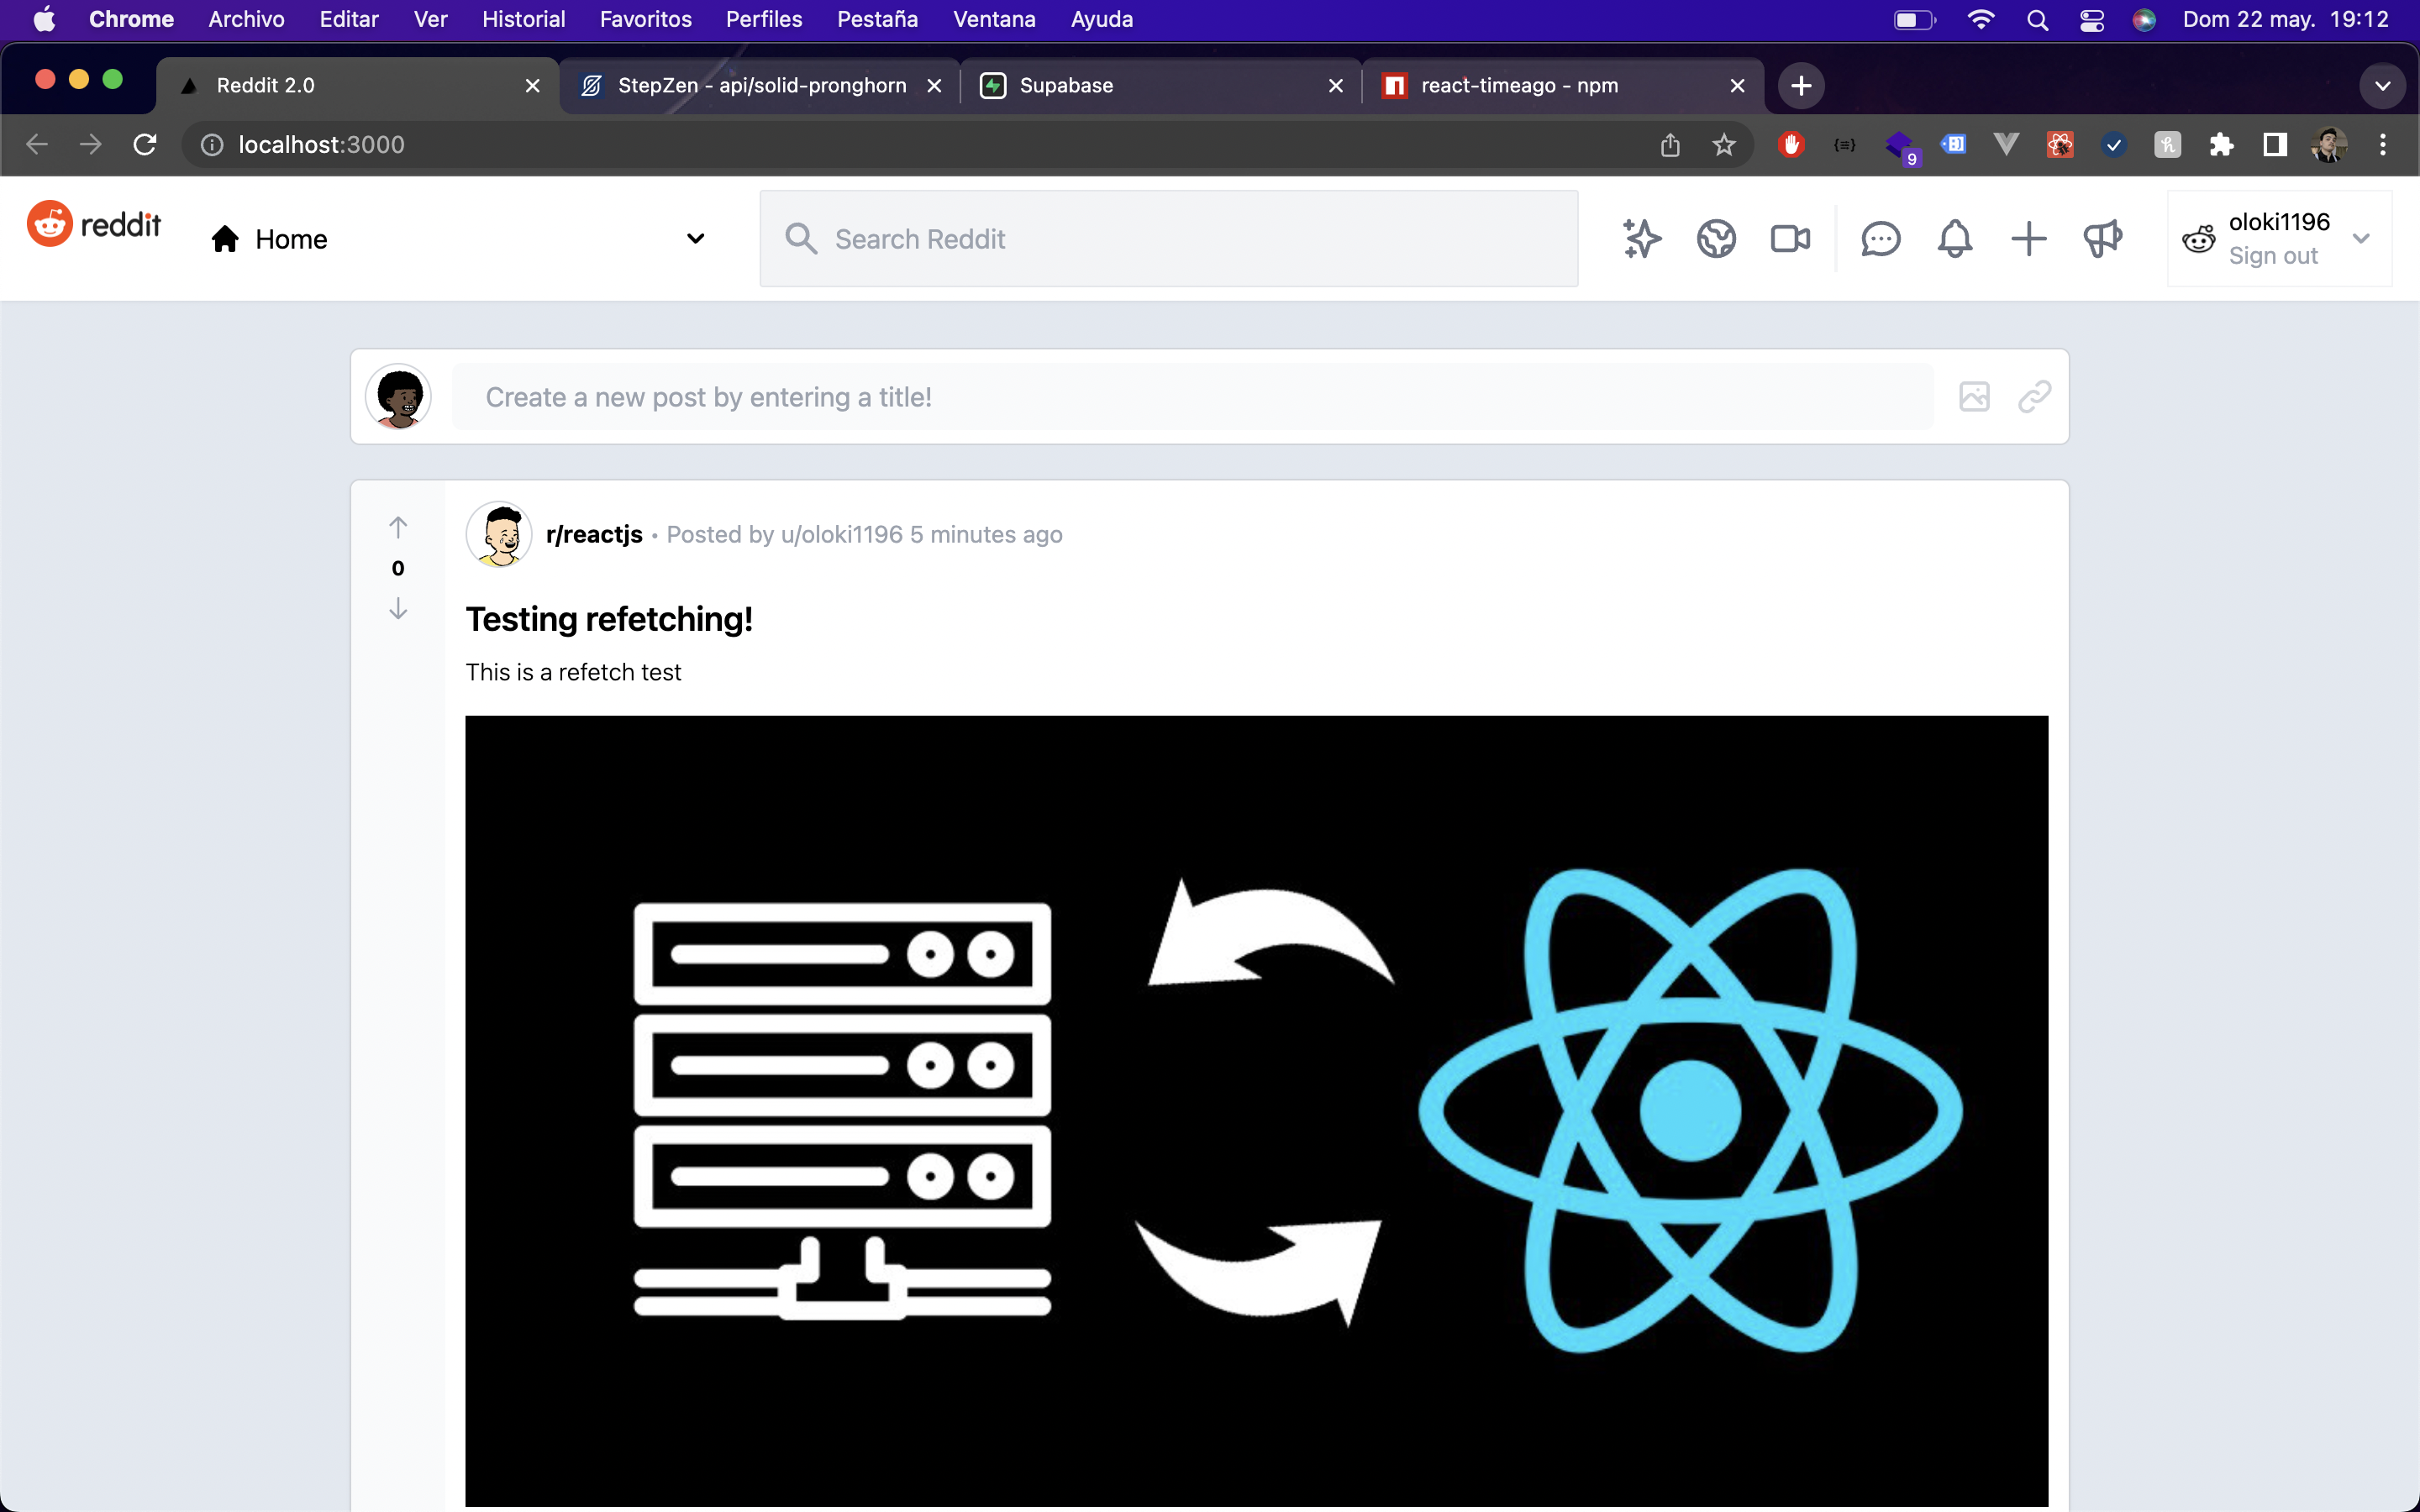 Chrome Archivo Editar Ver Historial Favoritos Perfiles Pestaña Ventana Ayuda Dom 22 may. 19:12
Reddit 2.0 StepZen - api/solid-pronghorn Supabase react-timeago - npm
localhost:3000
9
reddit Home Search Reddit oloki1196
Sign out
Create a new post by entering a title!
r/reactjs • Posted by u/oloki1196 5 minutes ago
0
Testing refetching!
This is a refetch test